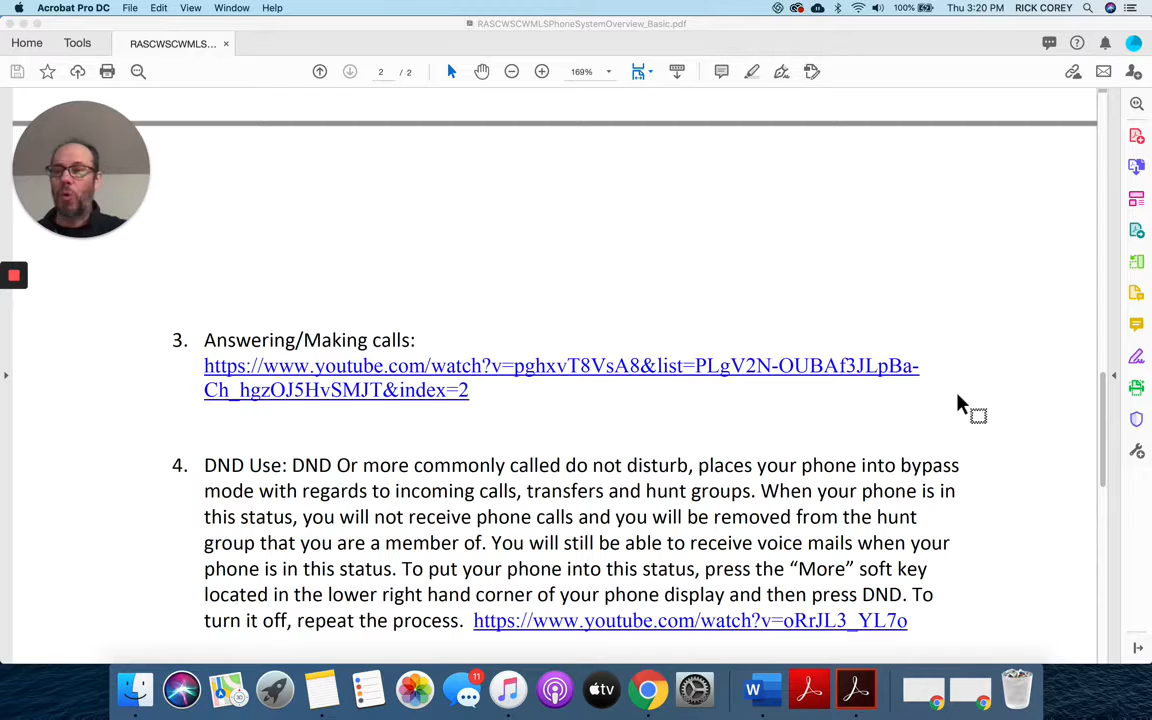 Acrobat Pro DC File Edit View Window Help 100% Thu 3:20 PM RICK COREY
RASCWSCWMLSPhoneSystemOverview_Basic.pdf
Home Tools RASCWSCWMLS... ×
2 / 2 169%
3. Answering/Making calls:
https://www.youtube.com/watch?v=pghxvT8VsA8&list=PLgV2N-OUBAf3JLpBa-
Ch_hgzOJ5HvSMJT&index=2
4. DND Use: DND Or more commonly called do not disturb, places your phone into bypass
mode with regards to incoming calls, transfers and hunt groups. When your phone is in
this status, you will not receive phone calls and you will be removed from the hunt
group that you are a member of. You will still be able to receive voice mails when your
phone is in this status. To put your phone into this status, press the “More” soft key
located in the lower right hand corner of your phone display and then press DND. To
turn it off, repeat the process. https://www.youtube.com/watch?v=oRrJL3_YL7o
11
tv
W